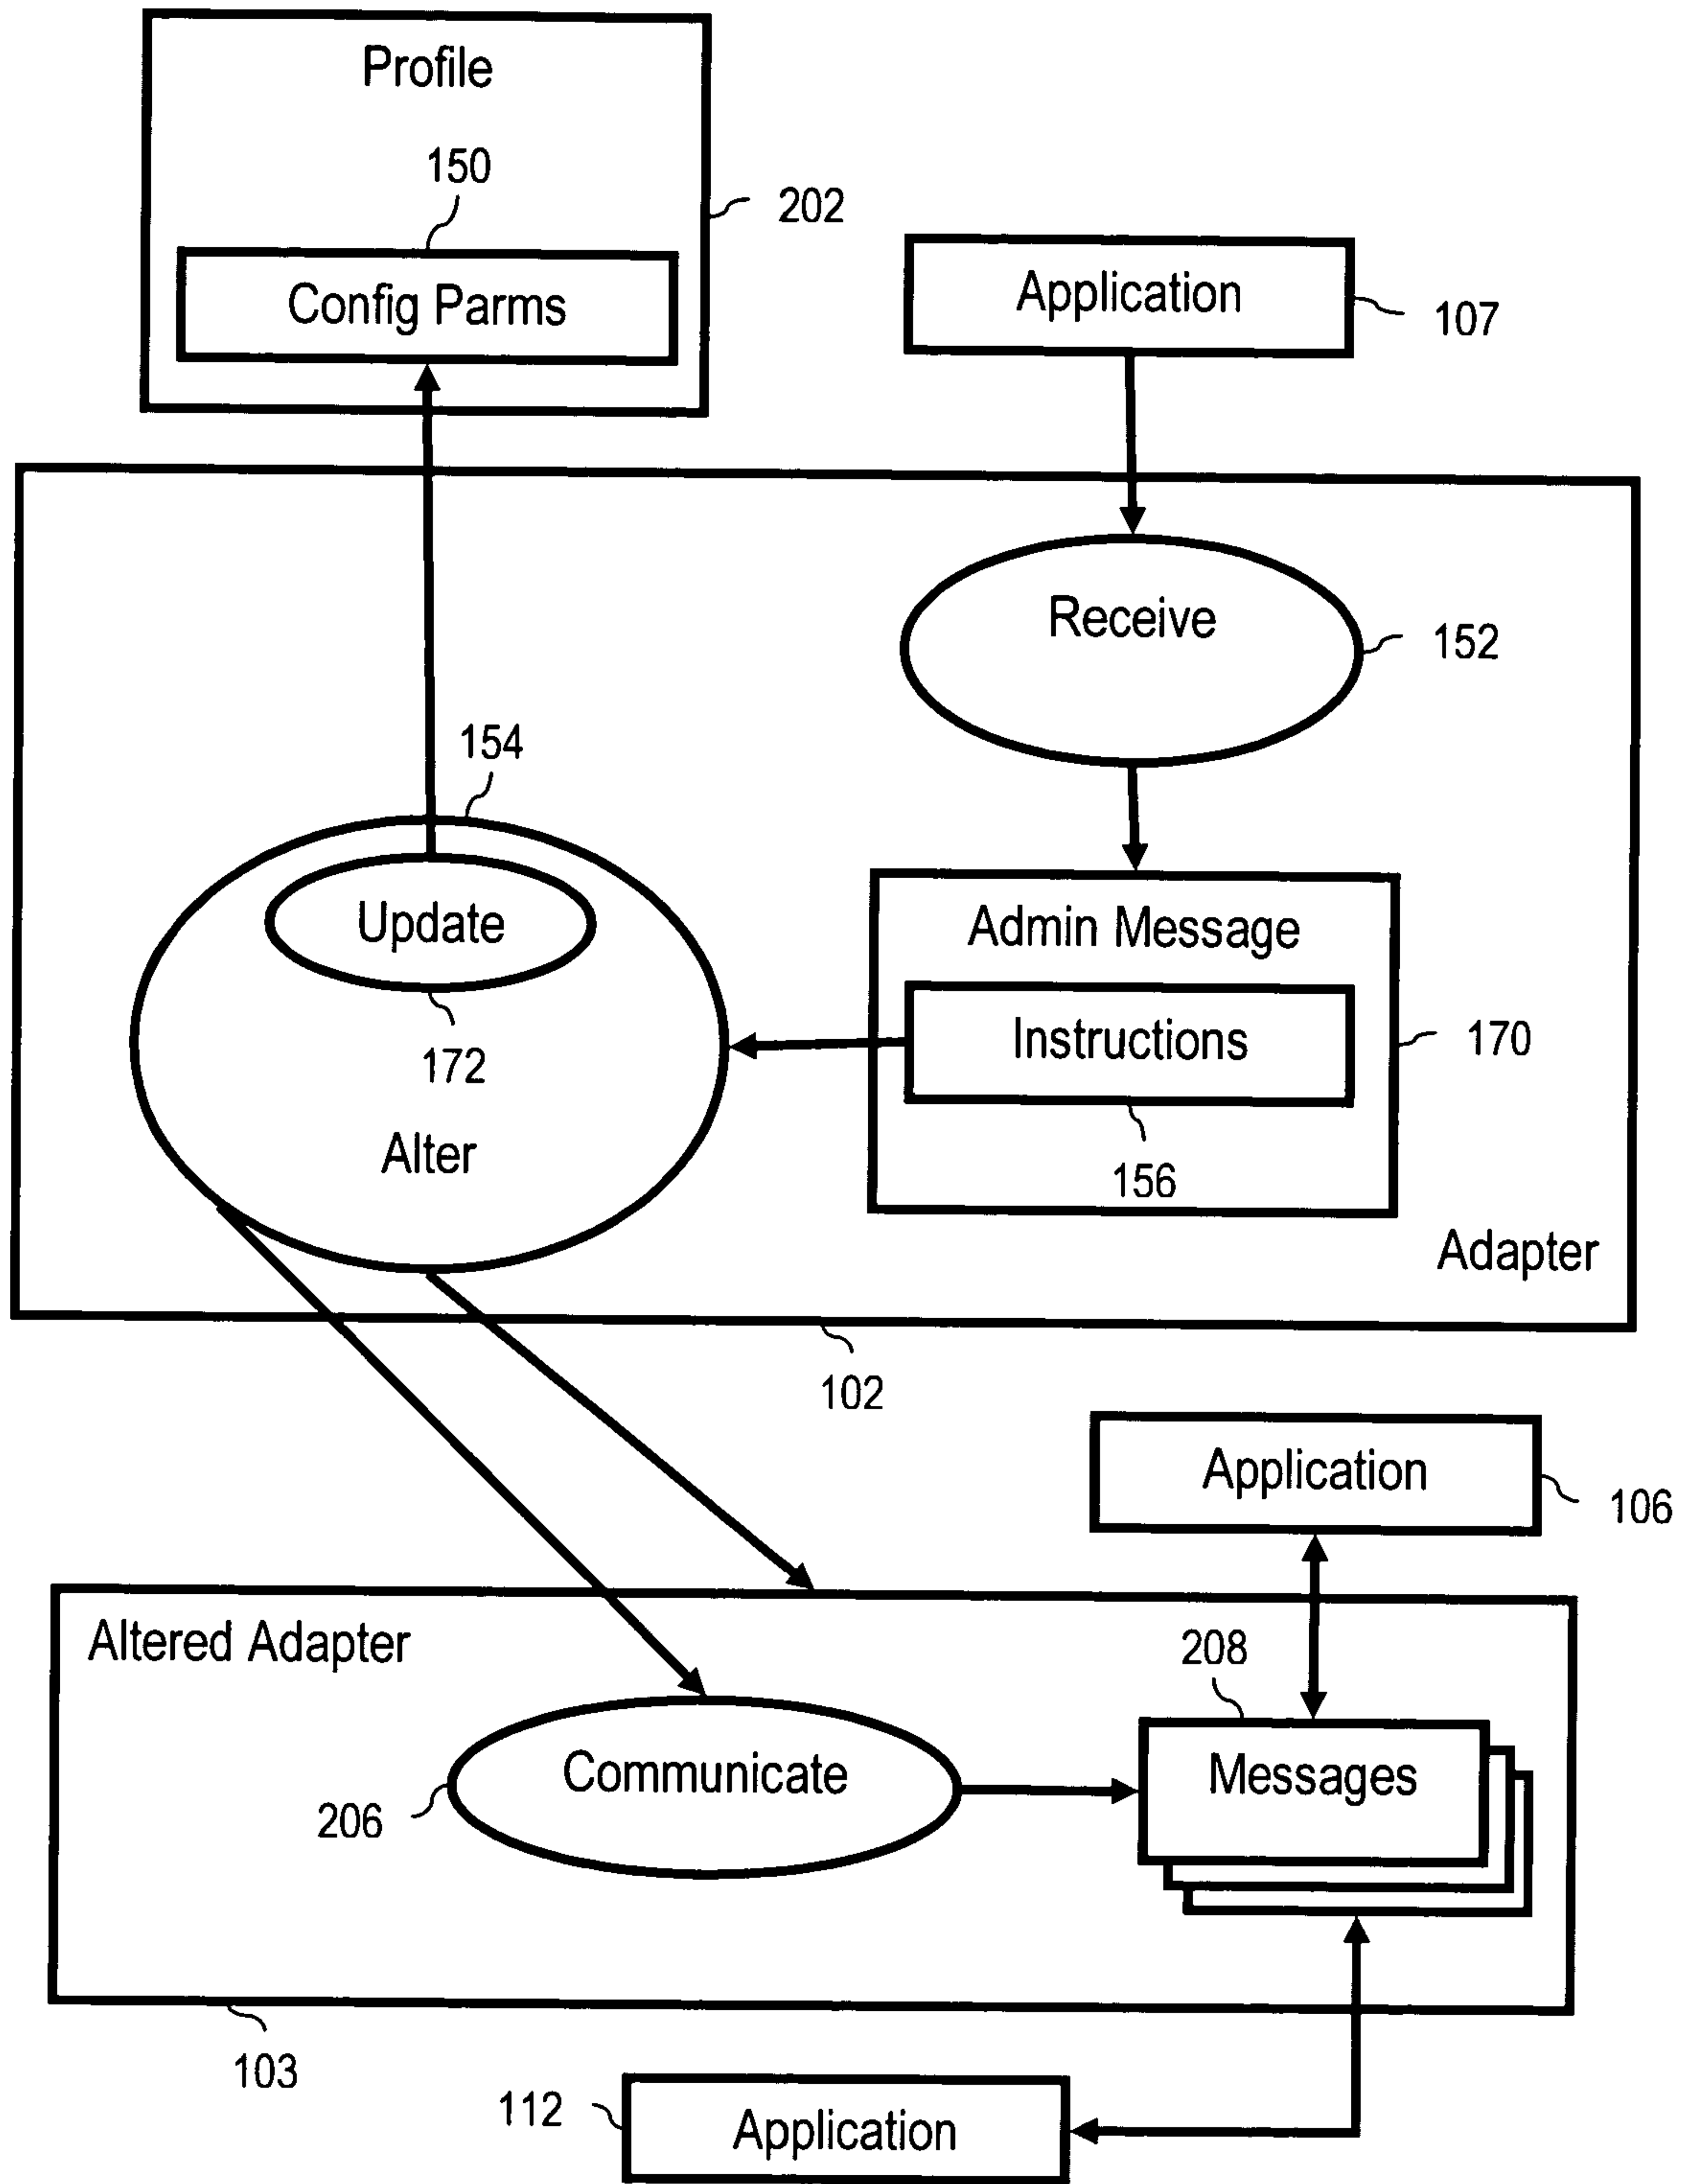 Profile
150
202
Config Parms
Application
107
Receive
152
154
Update
Admin Message
172
Instructions
170
Alter
156
Adapter
102
Application
106
Altered Adapter
208
Communicate
Messages
206
103
112
Application